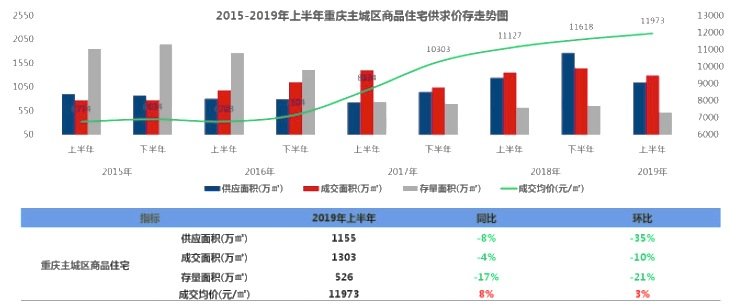 2015-2019年上半年重庆主城区商品住宅供求价存走势图
2550 2050 1550 1050 550 50
13000 12000 11000 10000 9000 8000 7000 6000
10303 11127 11618 11973
上半年 下半年 上半年 下半年 上半年 下半年 上半年 下半年 上半年
2015年 2016年 2017年 2018年 2019年
供应面积(万㎡) 成交面积(万㎡) 存量面积(万㎡) 成交均价(元/㎡)
指标 2019年上半年 同比 环比
重庆主城区商品住宅
供应面积(万㎡) 1155 -8% -35%
成交面积(万㎡) 1303 -4% -10%
存量面积(万㎡) 526 -17% -21%
成交均价(元/㎡) 11973 8% 3%